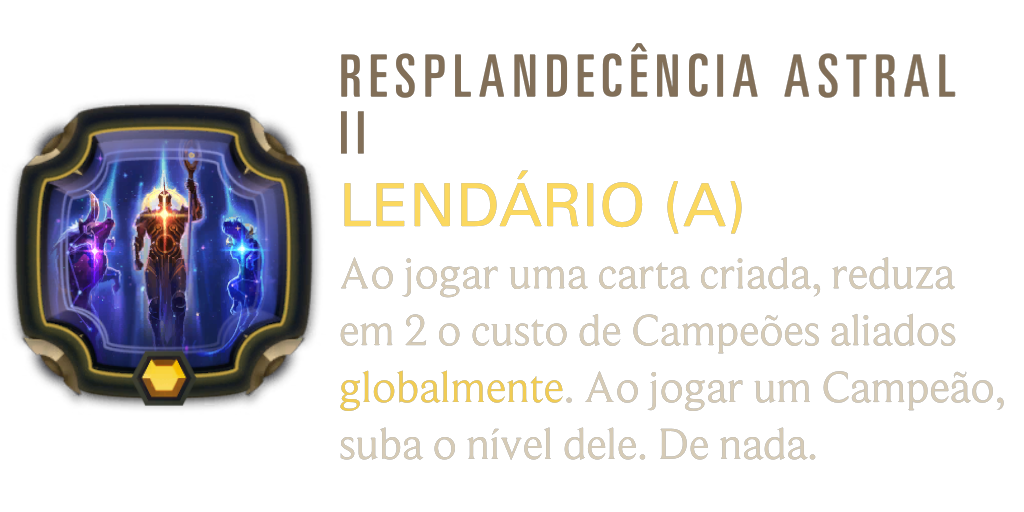 RESPLANDECÊNCIA ASTRAL
II
LENDÁRIO (A)
Ao jogar uma carta criada, reduza
em 2 o custo de Campeões aliados
globalmente. Ao jogar um Campeão,
suba o nível dele. De nada.